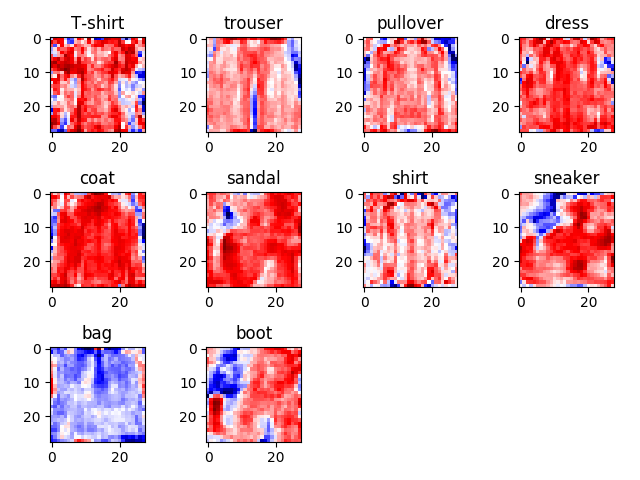 T-shirt trouser pullover dress
0 0 0 0
10 10 10 10
20 20 20 20
0 20 0 20 0 20 0 20
coat sandal shirt sneaker
0 0 0 0
10 10 10 10
20 20 20 20
0 20 0 20 0 20 0 20
bag boot
0 0
10 10
20 20
0 20 0 20